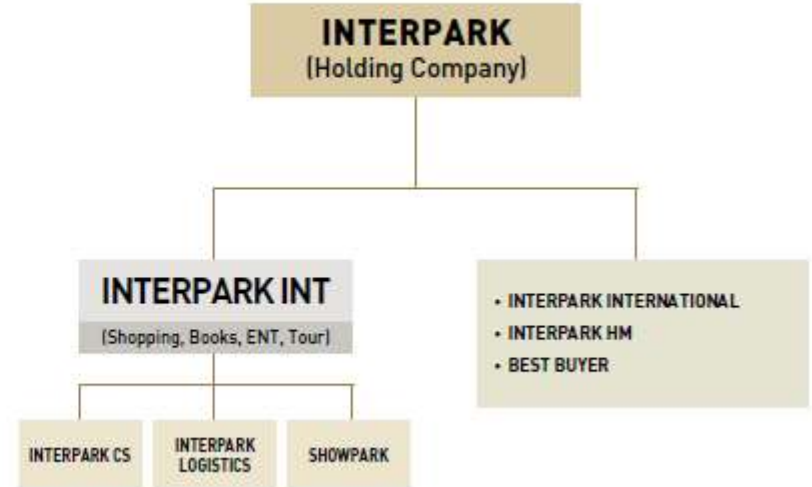 INTERPARK
(Holding Company)
INTERPARK INT
(Shopping, Books, ENT, Tour)
• INTERPARK INTERNATIONAL
• INTERPARK HM
• BEST BUYER
INTERPARK CS
INTERPARK
LOGISTICS
SHOWPARK